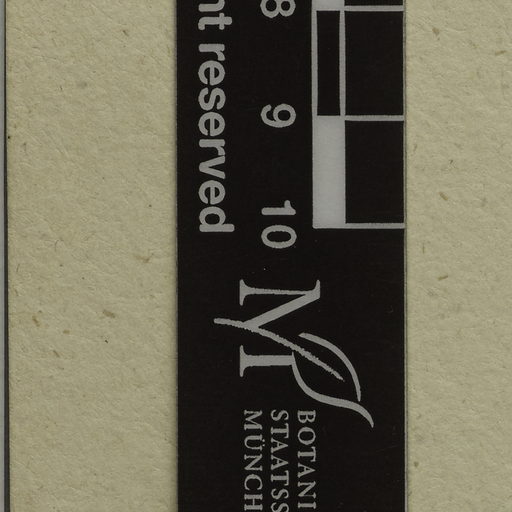 8 9 10
nt reserved
M
BOTANI
STAATSS
MÜNCH